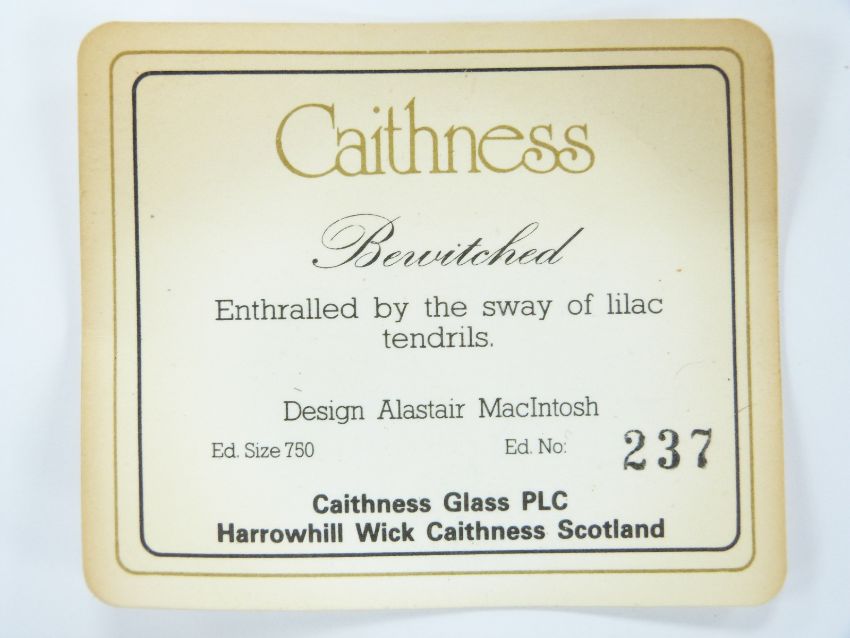 Caithness
Bewitched
Enthralled by the sway of lilac
tendrils.
Design Alastair MacIntosh
Ed. Size 750 Ed. No: 237
Caithness Glass PLC
Harrowhill Wick Caithness Scotland